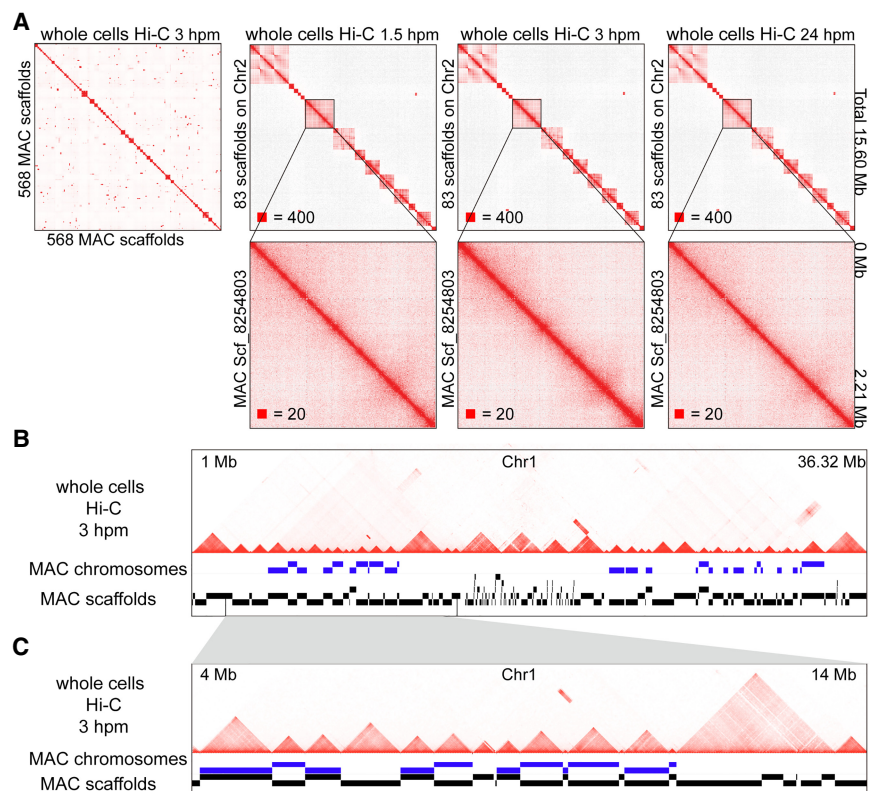 A
whole cells Hi-C 3 hpm
whole cells Hi-C 1.5 hpm
whole cells Hi-C 3 hpm
whole cells Hi-C 24 hpm
568 MAC scaffolds
568 MAC scaffolds
83 scaffolds on Chr2
= 400
83 scaffolds on Chr2
= 400
83 scaffolds on Chr2
= 400
Total 15.60 Mb
MAC Scf_8254803
= 20
MAC Scf_8254803
= 20
MAC Scf_8254803
= 20
0 Mb
2.21 Mb
B
whole cells
Hi-C
3 hpm
1 Mb
Chr1
36.32 Mb
MAC chromosomes
MAC scaffolds
C
whole cells
Hi-C
3 hpm
4 Mb
Chr1
14 Mb
MAC chromosomes
MAC scaffolds